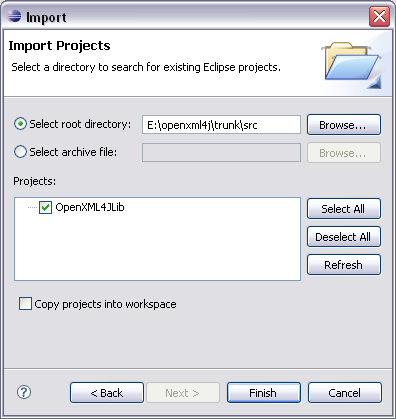 Import
Import Projects
Select a directory to search for existing Eclipse projects.
Select root directory: E:\openxml4j\trunk\src Browse...
Select archive file: Browse...
Projects:
OpenXML4JLib
Select All
Deselect All
Refresh
Copy projects into workspace
? < Back Next > Finish Cancel